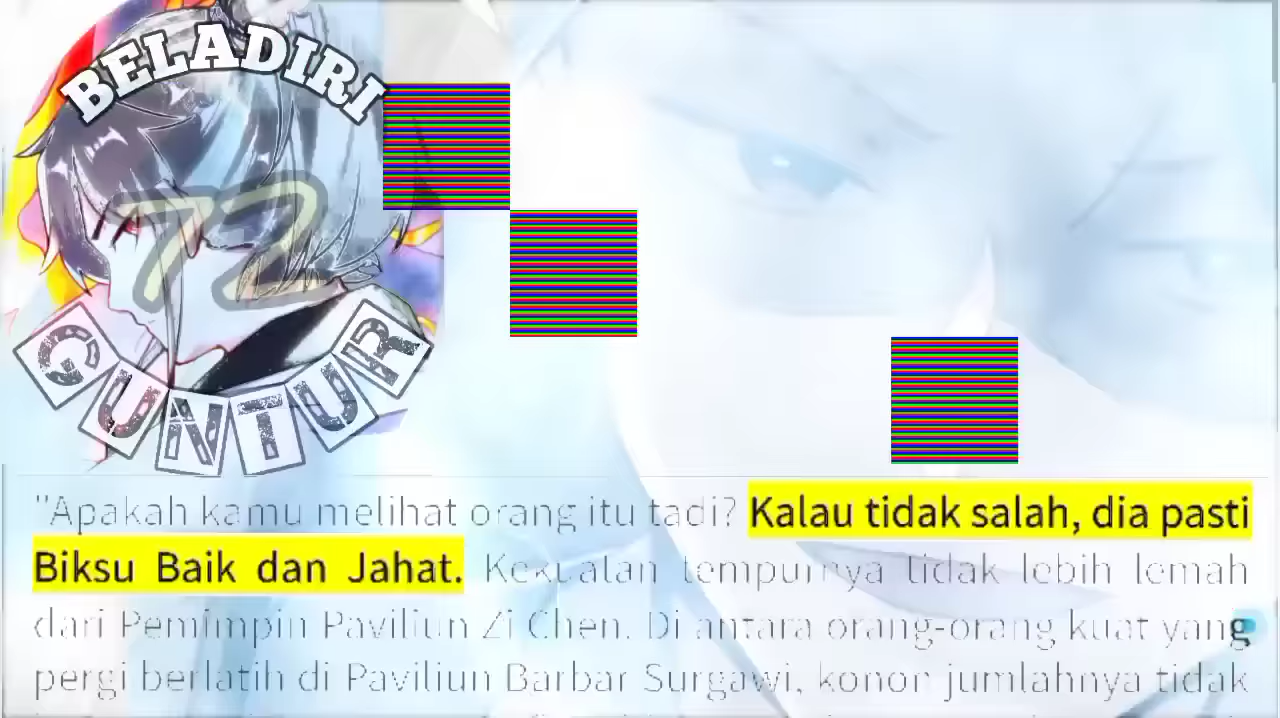 BELADIRI
72
GUNTUR
"Apakah kamu melihat orang itu tadi? Kalau tidak salah, dia pasti
Biksu Baik dan Jahat. Kekuatan tempurnya tidak lebih lemah
dari Pemimpin Paviliun Zi Chen. Di antara orang-orang kuat yang
pergi berlatih di Paviliun Barbar Surgawi, konon jumlahnya tidak